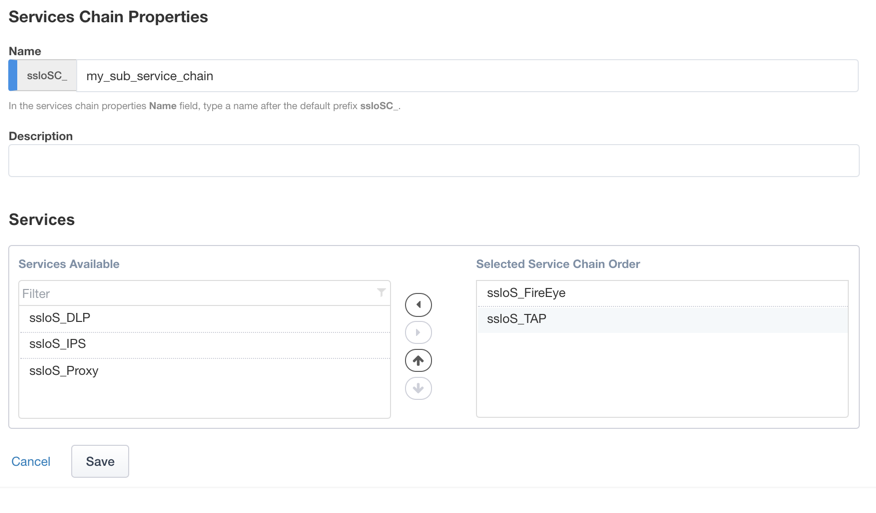 Services Chain Properties
Name
ssloSC_ my_sub_service_chain
In the services chain properties Name field, type a name after the default prefix ssloSC_.
Description
Services
Services Available
Selected Service Chain Order
Filter
ssloS_FireEye
ssloS_DLP
ssloS_TAP
ssloS_IPS
ssloS_Proxy
Cancel Save